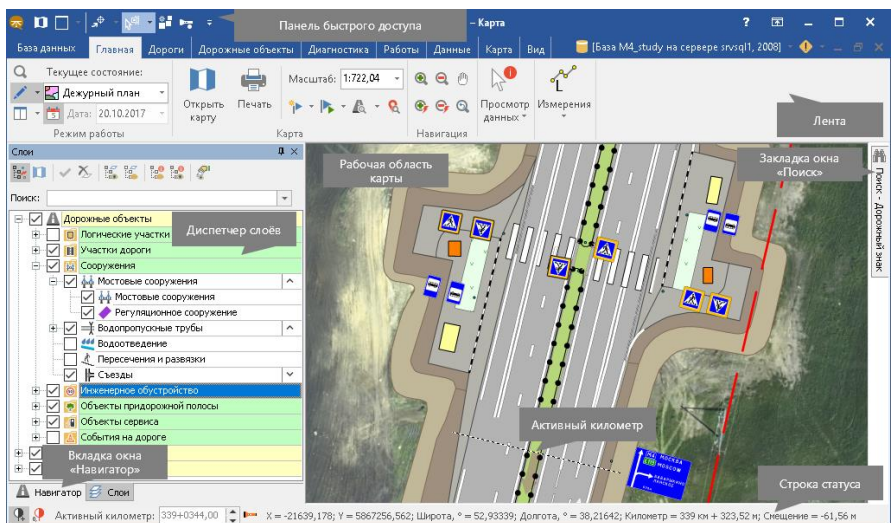 Панель быстрого доступа
– Карта
База данных Главная Дороги Дорожные объекты Диагностика Работы Данные Карта Вид [База M4_study на сервере srvsql1, 2008]
Текущее состояние:
Дежурный план
Дата: 20.10.2017
Режим работы
Открыть карту
Печать
Масштаб: 1:722,04
Карта
Навигация
Просмотр данных
Измерения
Лента
Слои
Поиск:
Дорожные объекты
Логические участки
Участки дороги
Сооружения
Мостовые сооружения
Мостовые сооружения
Регуляционное сооружение
Водопропускные трубы
Водоотведение
Пересечения и развязки
Съезды
Инженерное обустройство
Объекты придорожной полосы
Объекты сервиса
События на дороге
Диспетчер слоёв
Вкладка окна
«Навигатор»
Навигатор Слои
Рабочая область
карты
Закладка окна
«Поиск»
Поиск - Дорожный знак
Активный километр
МОСКВА
MOSCOW
Строка статуса
Активный километр: 339+0344,00 X = -21639,178; Y = 5867256,562; Широта, ° = 52,93339; Долгота, ° = 38,21642; Километр = 339 км + 323,52 м; Смещение = -61,56 м